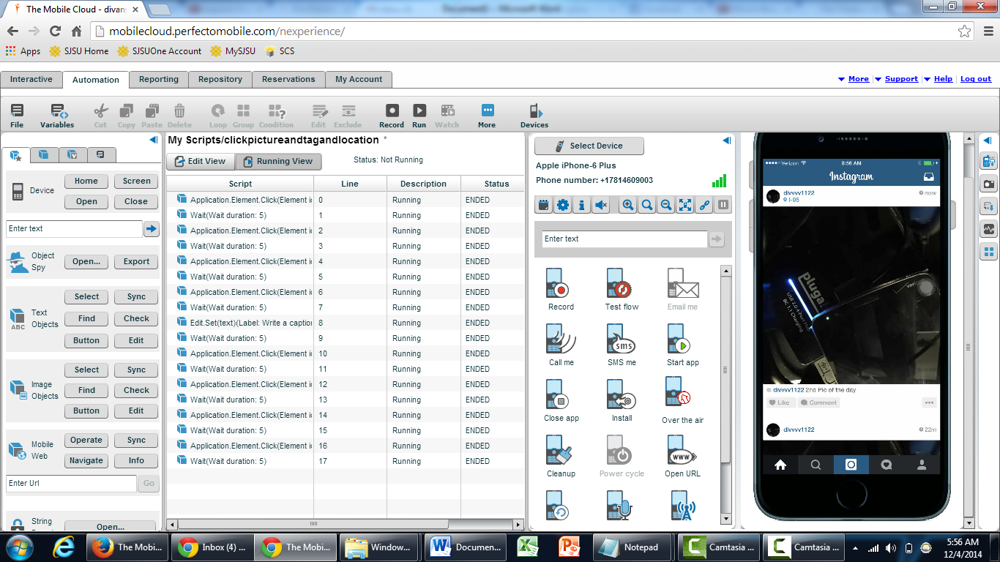 The Mobile Cloud - divan
mobilecloud.perfectomobile.com/nexperience/
Apps SJSU Home SJSUOne Account MySJSU SCS
Interactive Automation Reporting Repository Reservations My Account
More Support Help Log out
File Variables Cut Copy Paste Delete Loop Group Condition Edit Exclude Record Run Watch More Devices
Device Home Screen
Open Close
Enter text
Object Spy Open... Export
Text Objects Select Sync
ABC Find Check
Button Edit
Image Objects Select Sync
Find Check
Button Edit
Mobile Web Operate Sync
Navigate Info
Enter Url Go
String Open...
My Scripts/clickpictureandtagandlocation *
Edit View Running View Status: Not Running
Script Line Description Status
Application.Element.Click(Element i 0 Running ENDED
Wait(Wait duration: 5) 1 Running ENDED
Application.Element.Click(Element i 2 Running ENDED
Wait(Wait duration: 5) 3 Running ENDED
Application.Element.Click(Element i 4 Running ENDED
Wait(Wait duration: 5) 5 Running ENDED
Application.Element.Click(Element i 6 Running ENDED
Wait(Wait duration: 5) 7 Running ENDED
Edit.Set(text)(Label: Write a caption 8 Running ENDED
Wait(Wait duration: 5) 9 Running ENDED
Application.Element.Click(Element i 10 Running ENDED
Wait(Wait duration: 5) 11 Running ENDED
Application.Element.Click(Element i 12 Running ENDED
Wait(Wait duration: 5) 13 Running ENDED
Application.Element.Click(Element i 14 Running ENDED
Wait(Wait duration: 5) 15 Running ENDED
Application.Element.Click(Element i 16 Running ENDED
Wait(Wait duration: 5) 17 Running ENDED
Select Device
Apple iPhone-6 Plus
Phone number: +17814609003
Enter text
Record Test flow Email me
Call me SMS me Start app
Close app Install Over the air
Cleanup Power cycle Open URL
Verizon 8:56 AM
Instagram
divvvv1122 now
I-95
pluga
USB 2.0 4-Port Hub
BC 1.1 Charging
divvvv1122 2nd Pic of the day
Like Comment
divvvv1122 22m
The Mobi... Inbox (4) ... The Mo... Window... Documen... Notepad Camtasia ... Camtasia ...
5:56 AM
12/4/2014